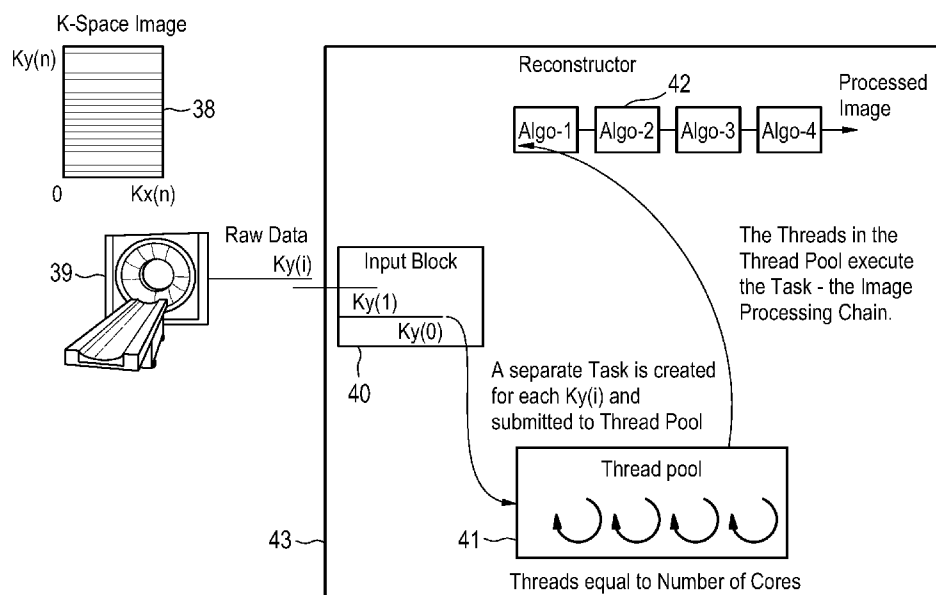 K-Space Image
Ky(n)
38
0
Kx(n)
39
Raw Data
Ky(i)
Reconstructor
42
Algo-1
Algo-2
Algo-3
Algo-4
Processed
Image
Input Block
Ky(1)
Ky(0)
40
The Threads in the
Thread Pool execute
the Task - the Image
Processing Chain.
A separate Task is created
for each Ky(i) and
submitted to Thread Pool
Thread pool
43
41
Threads equal to Number of Cores